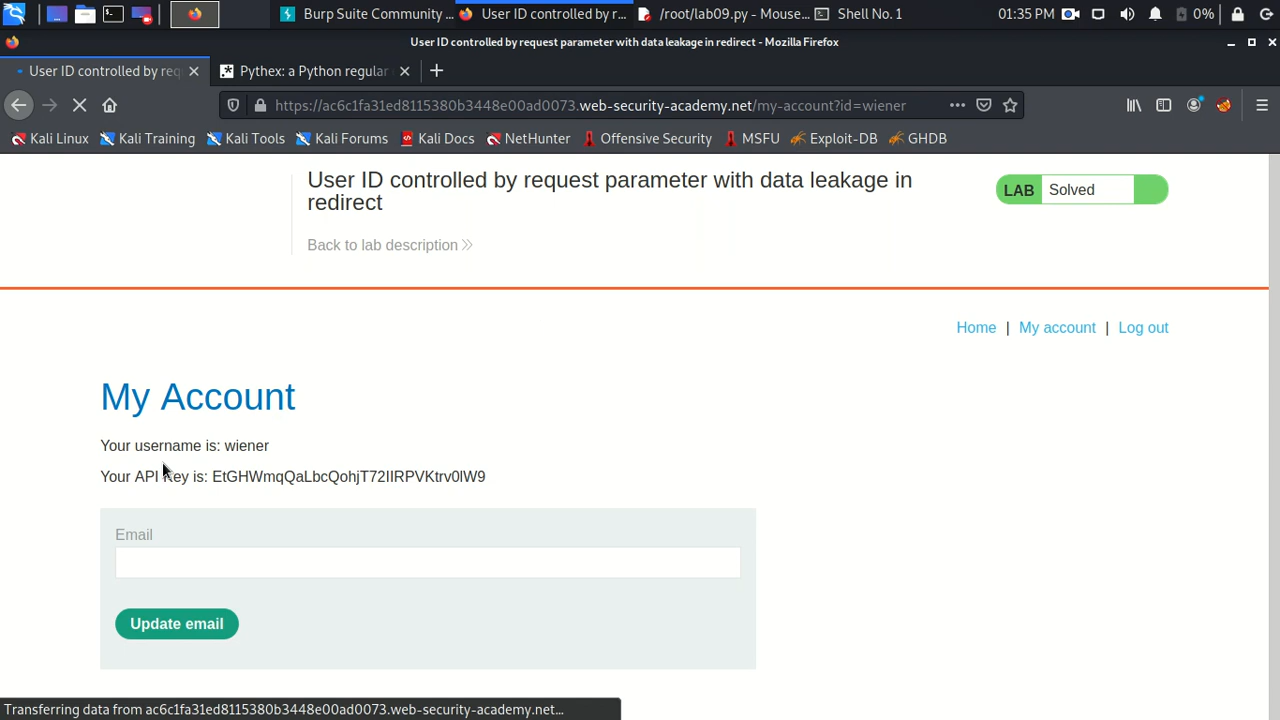 Burp Suite Community ... User ID controlled by r... /root/lab09.py - Mouse... Shell No. 1 01:35 PM 0%
User ID controlled by request parameter with data leakage in redirect - Mozilla Firefox
User ID controlled by req Pythex: a Python regular
https://ac6c1fa31ed8115380b3448e00ad0073.web-security-academy.net/my-account?id=wiener
Kali Linux Kali Training Kali Tools Kali Forums Kali Docs NetHunter Offensive Security MSFU Exploit-DB GHDB
User ID controlled by request parameter with data leakage in
redirect
LAB Solved
Back to lab description
Home | My account | Log out
My Account
Your username is: wiener
Your API Key is: EtGHWmqQaLbcQohjT72IIRPVKtrv0lW9
Email
Update email
Transferring data from ac6c1fa31ed8115380b3448e00ad0073.web-security-academy.net...